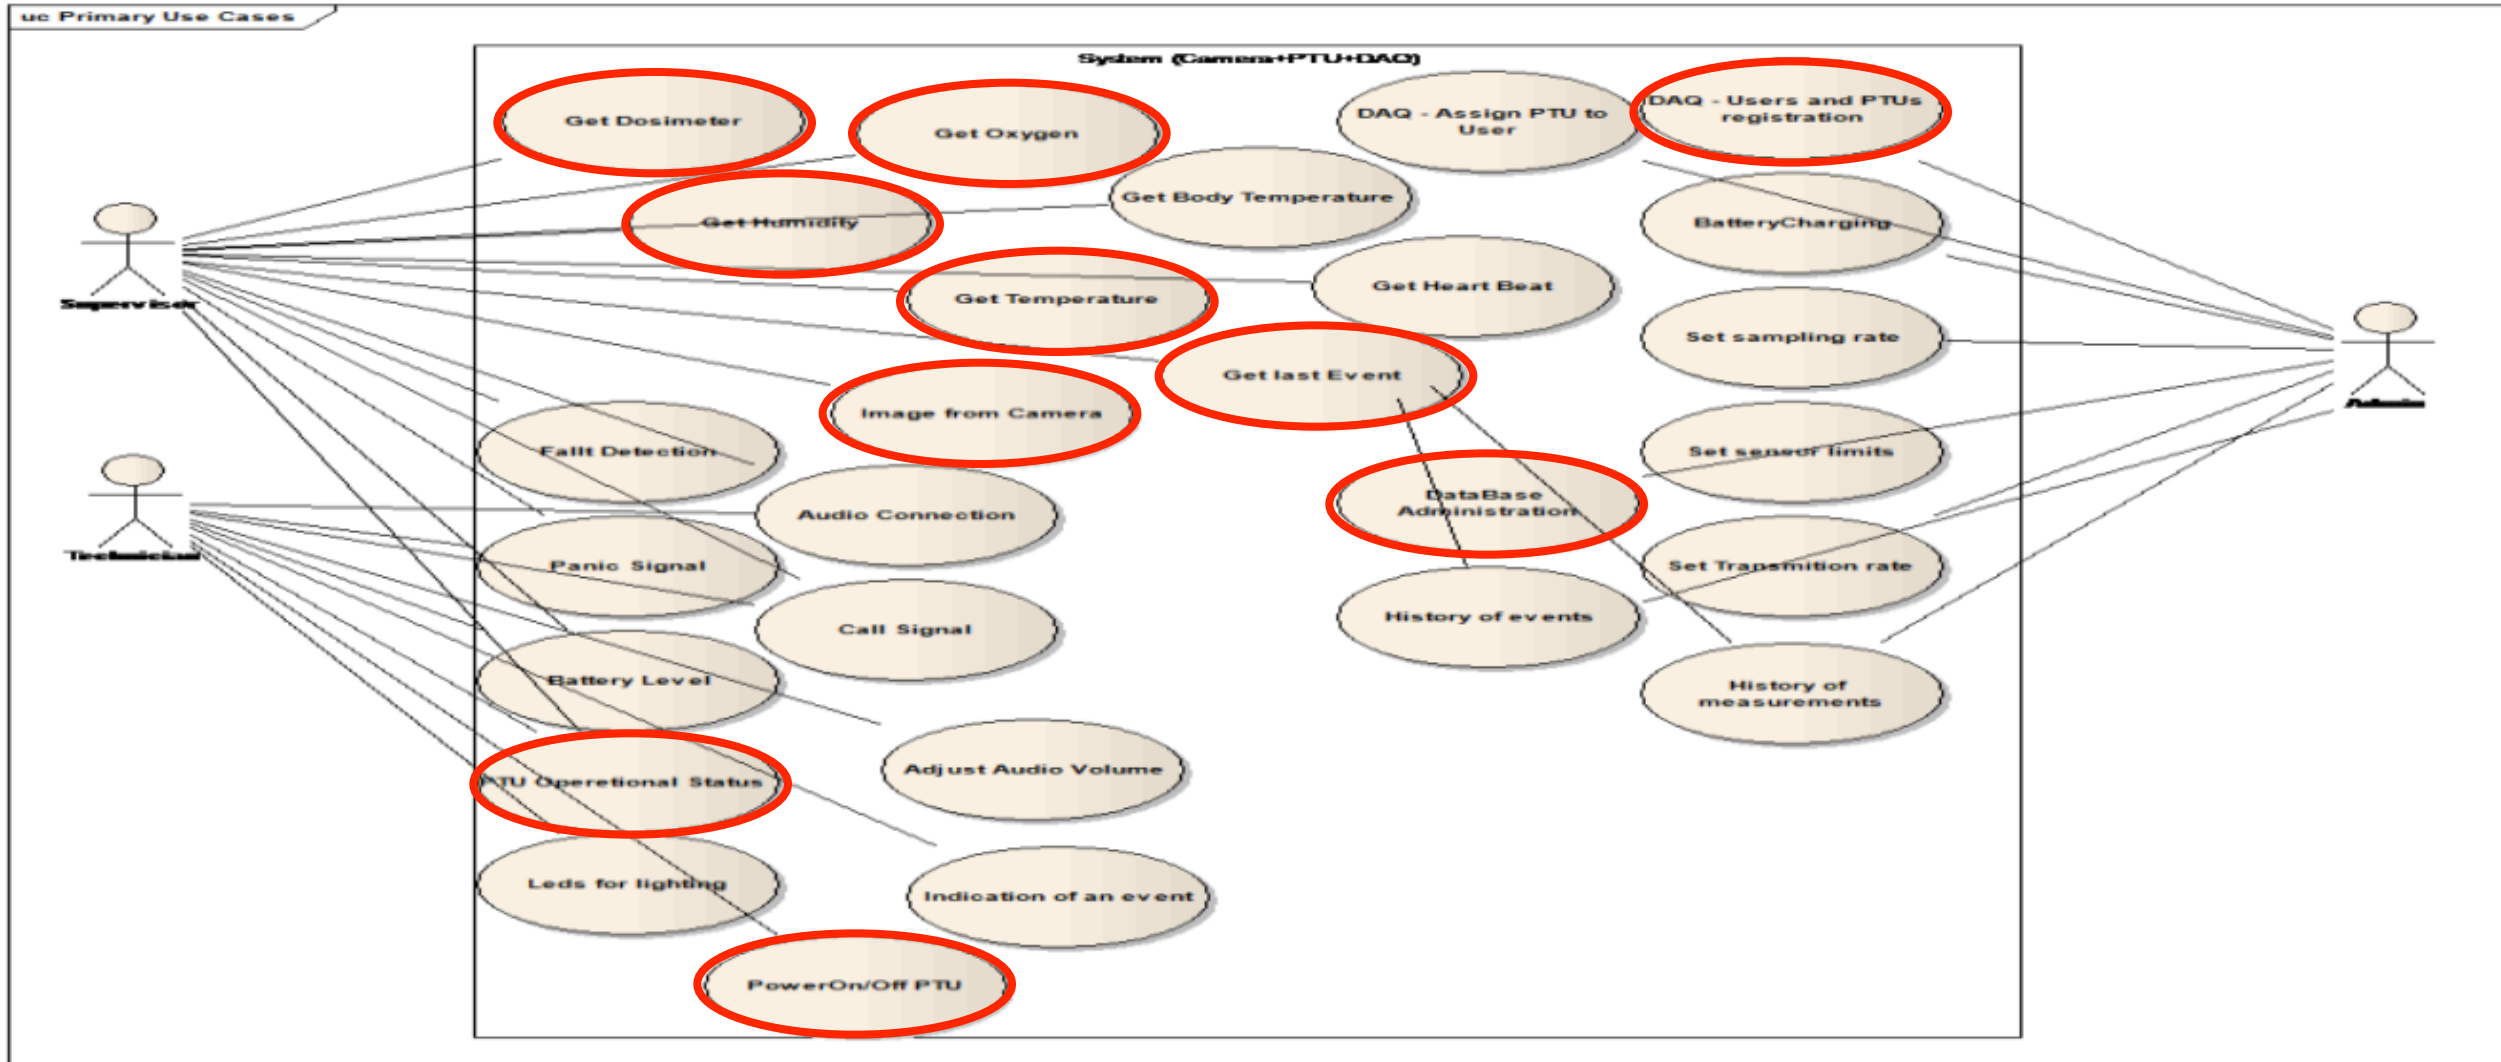 uc Primary Use Cases
System (Camera+PTU+DAQ)
Get Dosimeter
Get Oxygen
DAQ - Assign PTU to
User
DAQ - Users and PTUs
registration
Get Humidity
Get Body Temperature
BatteryCharging
Supervisor
Get Temperature
Get Heart Beat
Set sampling rate
Admin
Get last Event
Image from Camera
Fallt Detection
Set sensor limits
Technician
Audio Connection
DataBase
Administration
Panic Signal
Set Transmition rate
Call Signal
History of events
Battery Level
History of
measurements
Adjust Audio Volume
PTU Operetional Status
Leds for lighting
Indication of an event
PowerOn/Off PTU